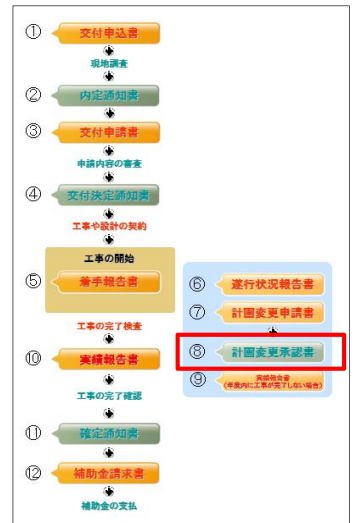 ① 交付申込書
現地調査
② 内定通知書
③ 交付申請書
申請内容の審査
④ 交付決定通知書
工事や設計の契約
工事の開始
⑤ 着手報告書
⑥ 遂行状況報告書
⑦ 計画変更申請書
⑧ 計画変更承認書
⑨ 実績報告書
(年度内に工事が完了しない場合)
工事の完了検査
⑩ 実績報告書
工事の完了確認
⑪ 確定通知書
⑫ 補助金請求書
補助金の支払